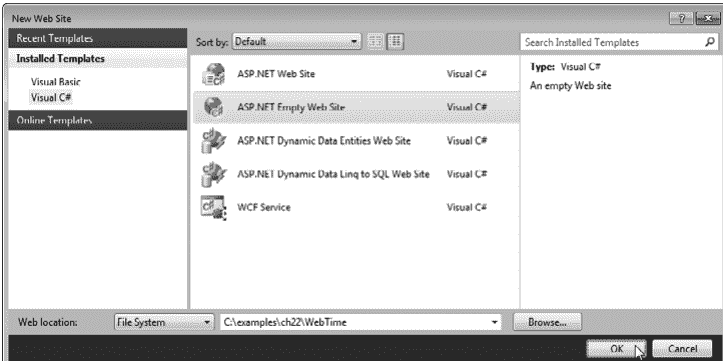 New Web Site
Recent Templates
Sort by: Default
Search Installed Templates
Installed Templates
Visual Basic
Visual C#
Online Templates
ASP.NET Web Site Visual C#
ASP.NET Empty Web Site Visual C#
ASP.NET Dynamic Data Entities Web Site Visual C#
ASP.NET Dynamic Data Linq to SQL Web Site Visual C#
WCF Service Visual C#
Type: Visual C#
An empty Web site
Web location: File System C:\examples\ch22\WebTime Browse...
OK Cancel